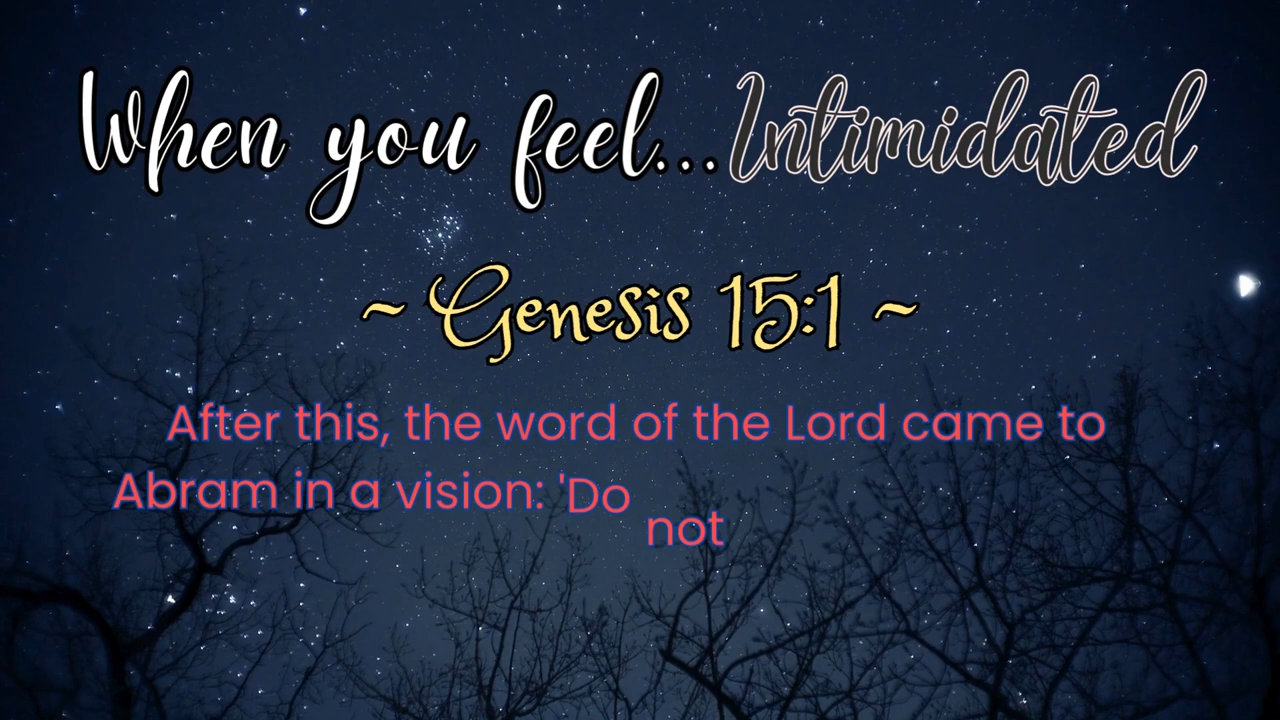 When you feel...Intimidated
~ Genesis 15:1 ~
After this, the word of the Lord came to
Abram in a vision: 'Do not